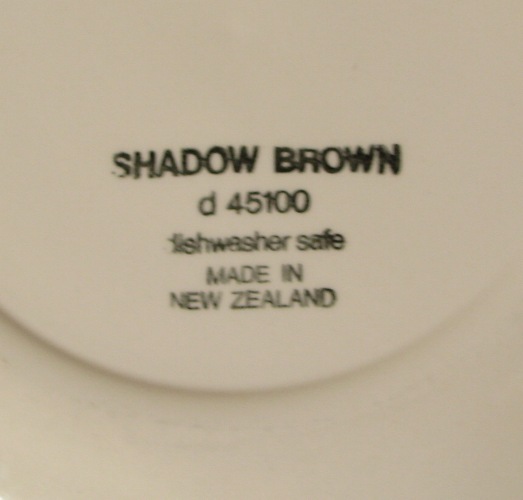 SHADOW BROWN
d 45100
dishwasher safe
MADE IN
NEW ZEALAND